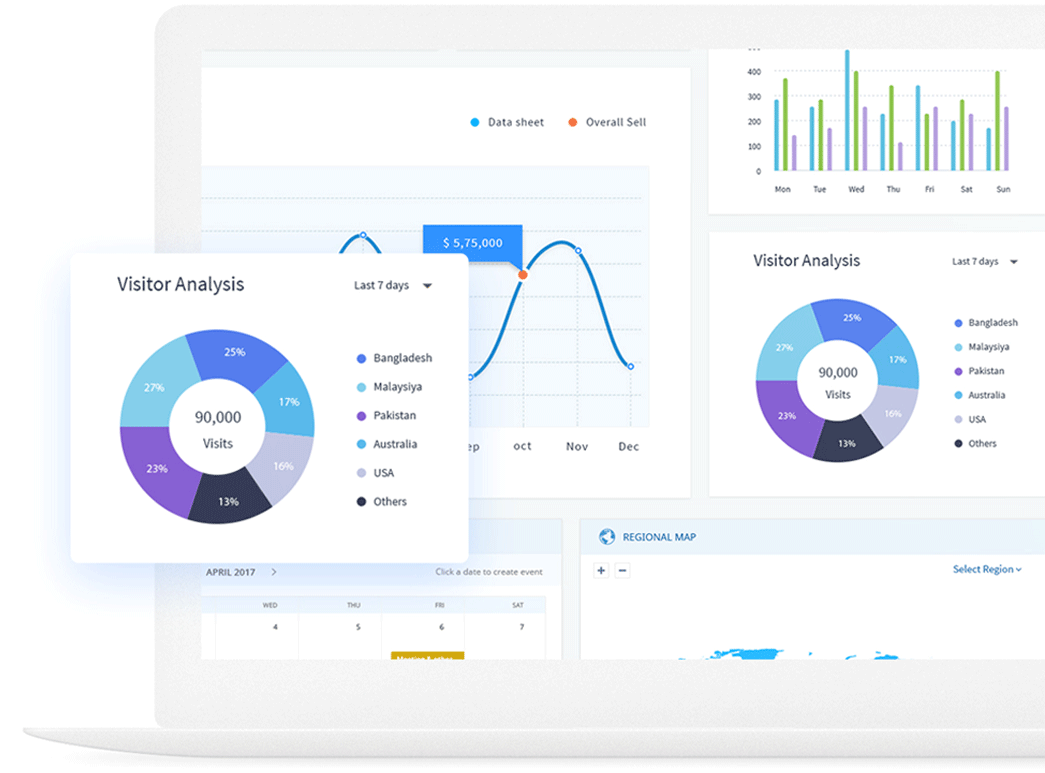 Data sheet
Overall Sell
$ 5,75,000
oct
Nov
Dec
400
300
200
100
0
Mon Tue Wed Thu Fri Sat Sun
Visitor Analysis
Last 7 days
25%
17%
16%
13%
23%
27%
90,000
Visits
Bangladesh
Malaysiya
Pakistan
Australia
USA
Others
Visitor Analysis
Last 7 days
25%
17%
16%
13%
23%
27%
90,000
Visits
Bangladesh
Malaysiya
Pakistan
Australia
USA
Others
APRIL 2017
Click a date to create event
WED THU FRI SAT
4 5 6 7
REGIONAL MAP
+ −
Select Region